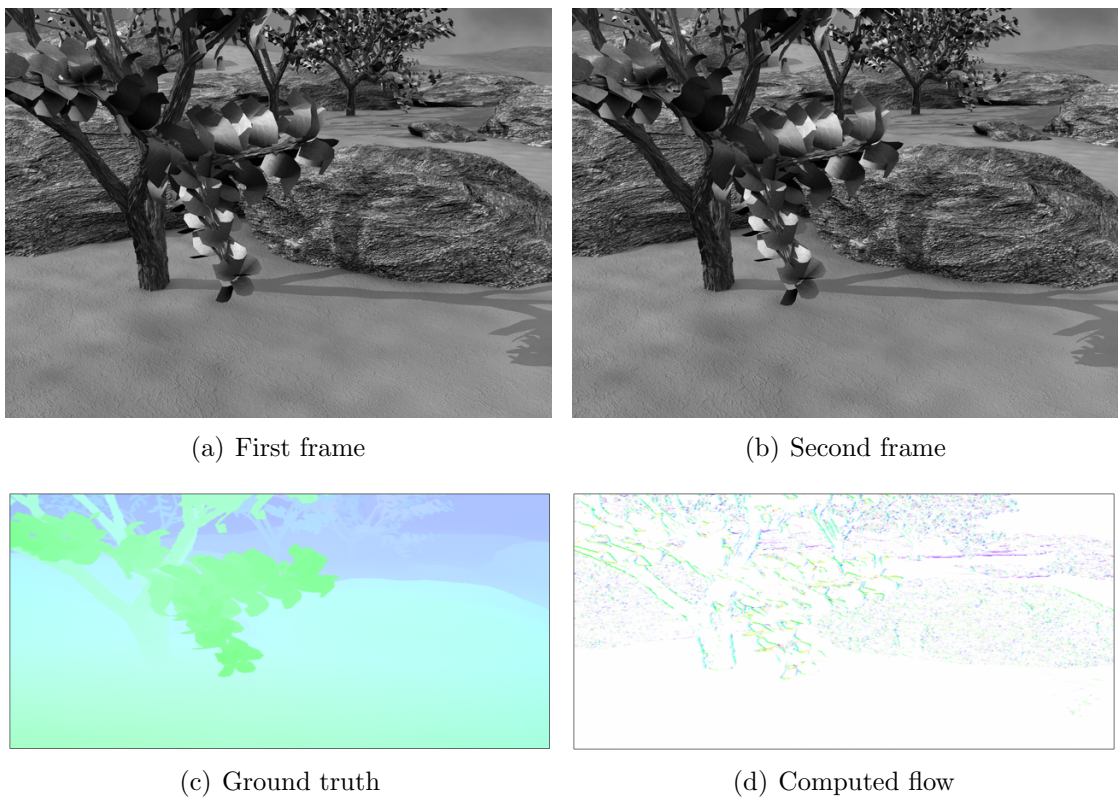 (a) First frame
(b) Second frame
(c) Ground truth
(d) Computed flow